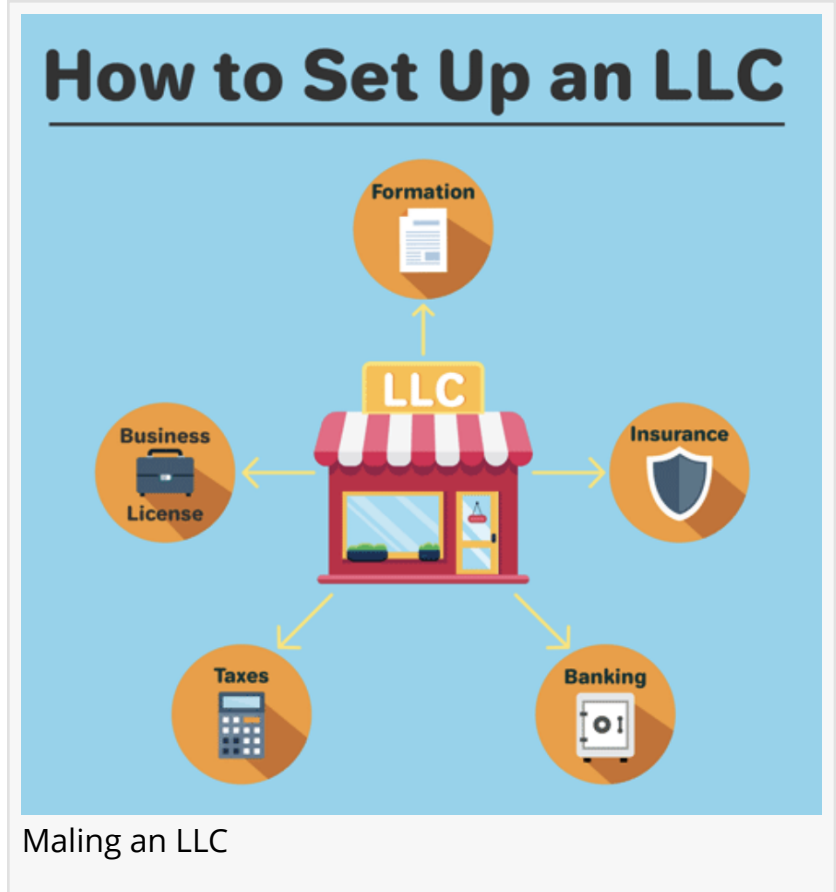 How to Set Up an LLC
Formation
LLC
Business
License
Insurance
Taxes
Banking
Maling an LLC